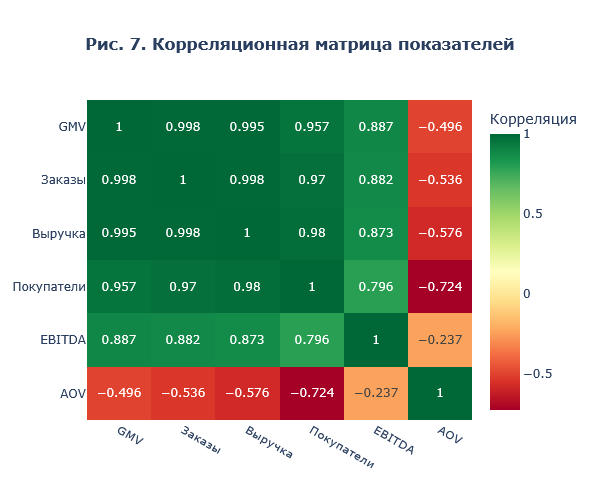 Рис. 7. Корреляционная матрица показателей
Корреляция
GMV 1 0.998 0.995 0.957 0.887 −0.496
Заказы 0.998 1 0.998 0.97 0.882 −0.536
Выручка 0.995 0.998 1 0.98 0.873 −0.576
Покупатели 0.957 0.97 0.98 1 0.796 −0.724
EBITDA 0.887 0.882 0.873 0.796 1 −0.237
AOV −0.496 −0.536 −0.576 −0.724 −0.237 1
GMV Заказы Выручка Покупатели EBITDA AOV
1
0.5
0
−0.5